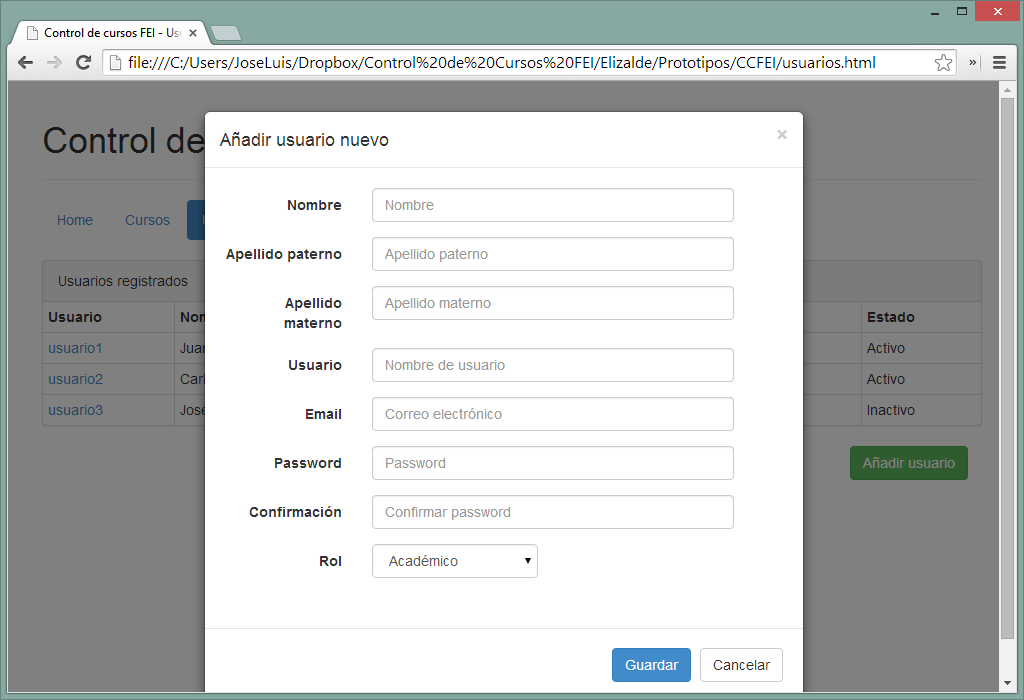 Control de cursos FEI - Us
file:///C:/Users/JoseLuis/Dropbox/Control%20de%20Cursos%20FEI/Elizalde/Prototipos/CCFEI/usuarios.html
Control de
Añadir usuario nuevo
Home Cursos
Usuarios registrados
Usuario Nom Estado
usuario1 Juan Activo
usuario2 Carl Activo
usuario3 José Inactivo
Añadir usuario
Nombre Nombre
Apellido paterno Apellido paterno
Apellido
materno Apellido materno
Usuario Nombre de usuario
Email Correo electrónico
Password Password
Confirmación Confirmar password
Rol Académico
Guardar Cancelar